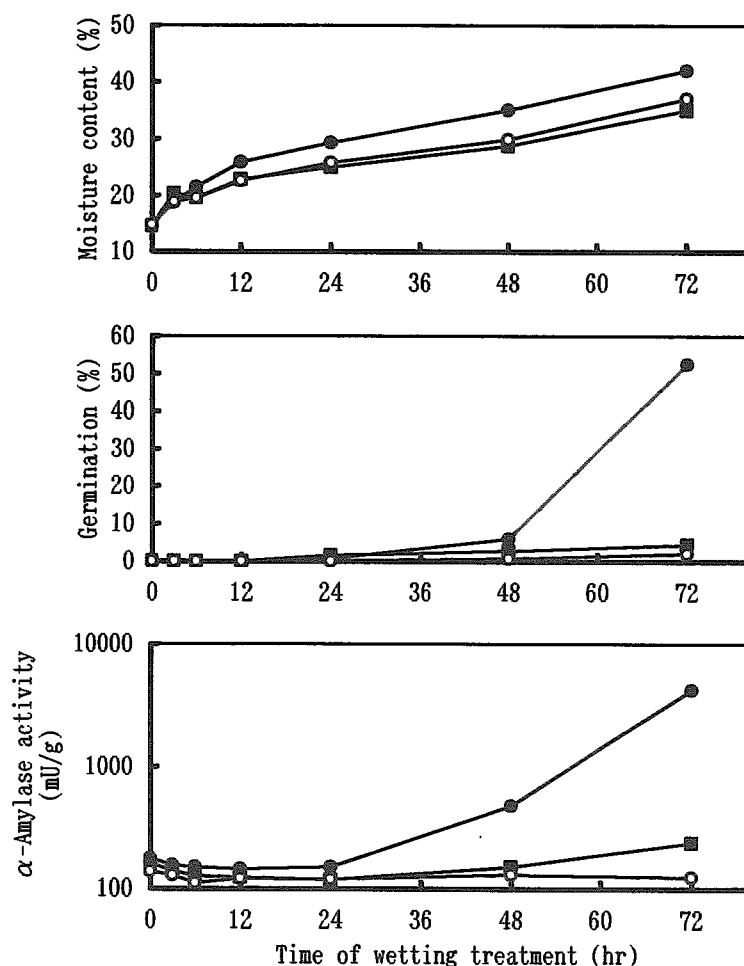 Moisture content (%)
50
40
30
20
10
0 12 24 36 48 60 72
Germination (%)
60
50
40
30
20
10
0
0 12 24 36 48 60 72
α-Amylase activity
(mU/g)
10000
1000
100
0 12 24 36 48 60 72
Time of wetting treatment (hr)